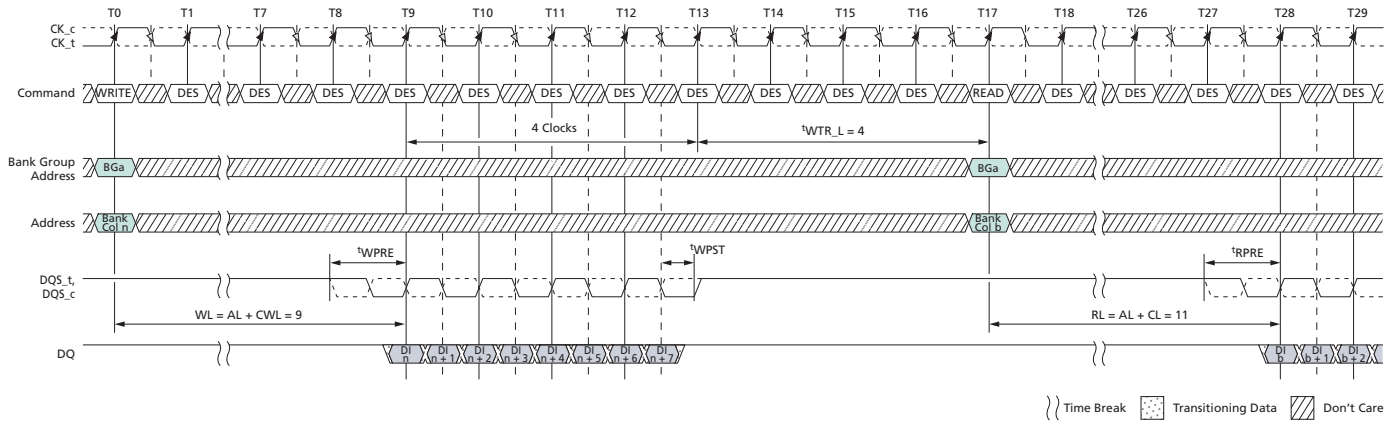 T0 T1 T7 T8 T9 T10 T11 T12 T13 T14 T15 T16 T17 T18 T26 T27 T28 T29
CK_c
CK_t
Command WRITE DES DES DES DES DES DES DES DES DES DES DES READ DES DES DES DES DES
4 Clocks tWTR_L = 4
Bank Group
Address
BGa BGa
Address
Bank
Col n
Bank
Col b
tWPRE tWPST tRPRE
DQS_t,
DQS_c
WL = AL + CWL = 9 RL = AL + CL = 11
DQ
DI DI DI DI DI DI DI DI DI DI DI
n n + 1 n + 2 n + 3 n + 4 n + 5 n + 6 n + 7 b b + 1 b + 2
Time Break Transitioning Data Don't Care